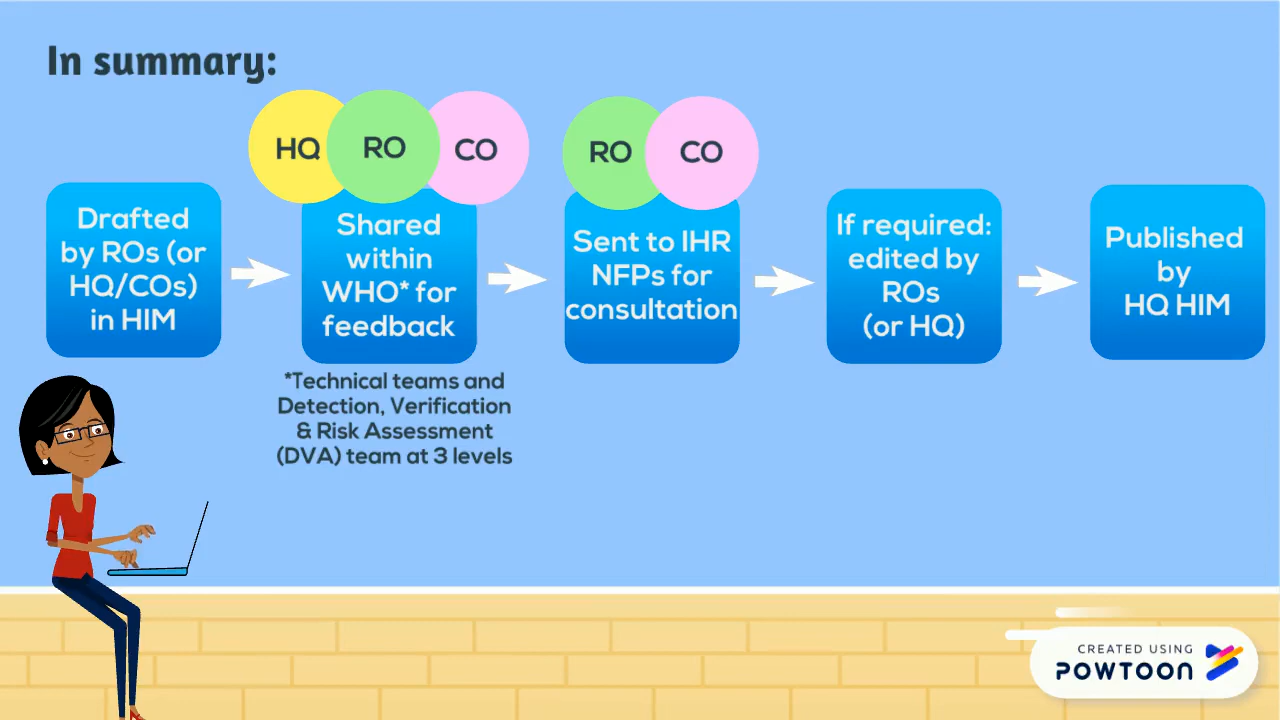 In summary:
HQ
RO
CO
RO
CO
Drafted
by ROs (or
HQ/COs)
in HIM
Shared
within
WHO* for
feedback
Sent to IHR
NFPs for
consultation
If required:
edited by
ROs
(or HQ)
Published
by
HQ HIM
*Technical teams and
Detection, Verification
& Risk Assessment
(DVA) team at 3 levels
CREATED USING
POWTOON